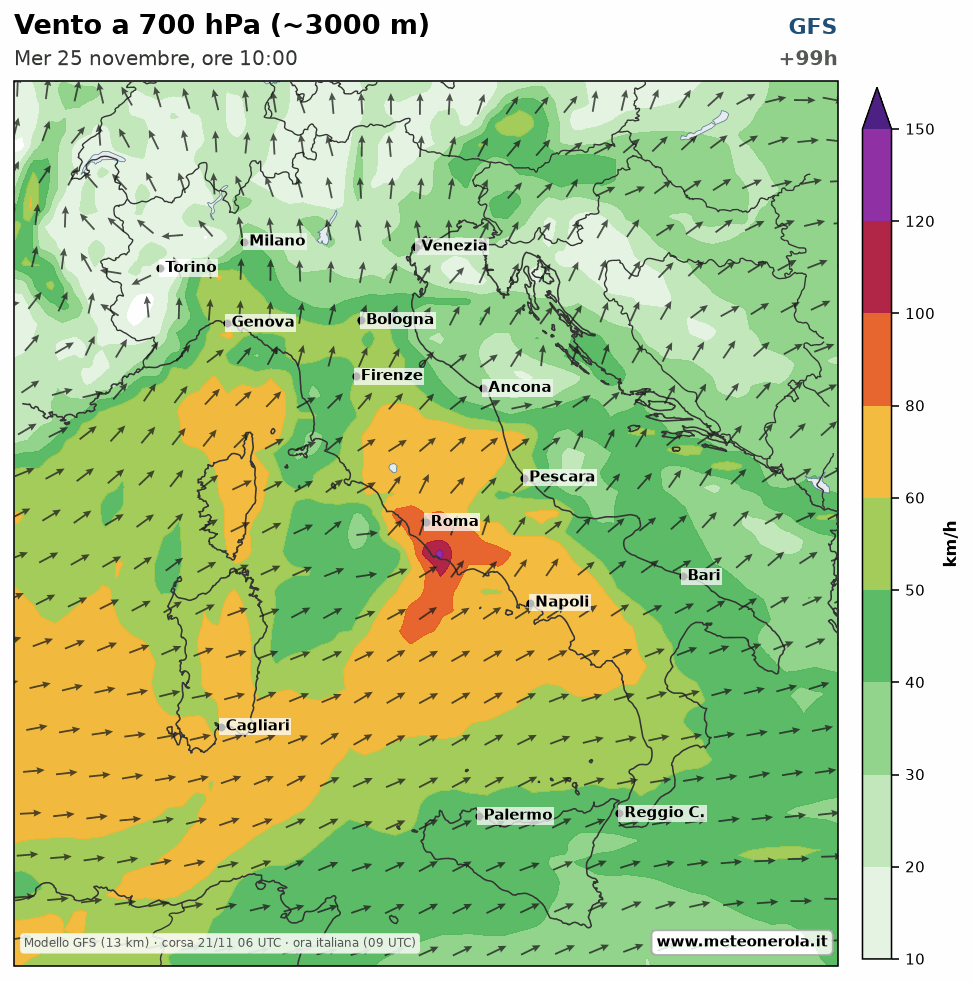 Vento a 700 hPa (~3000 m)
GFS
Mer 25 novembre, ore 10:00
+99h
Milano
Venezia
Torino
Genova
Bologna
Firenze
Ancona
Pescara
Roma
Bari
Napoli
Cagliari
Palermo
Reggio C.
150
120
100
80
60
50
40
30
20
10
km/h
Modello GFS (13 km) · corsa 21/11 06 UTC · ora italiana (09 UTC)
www.meteonerola.it